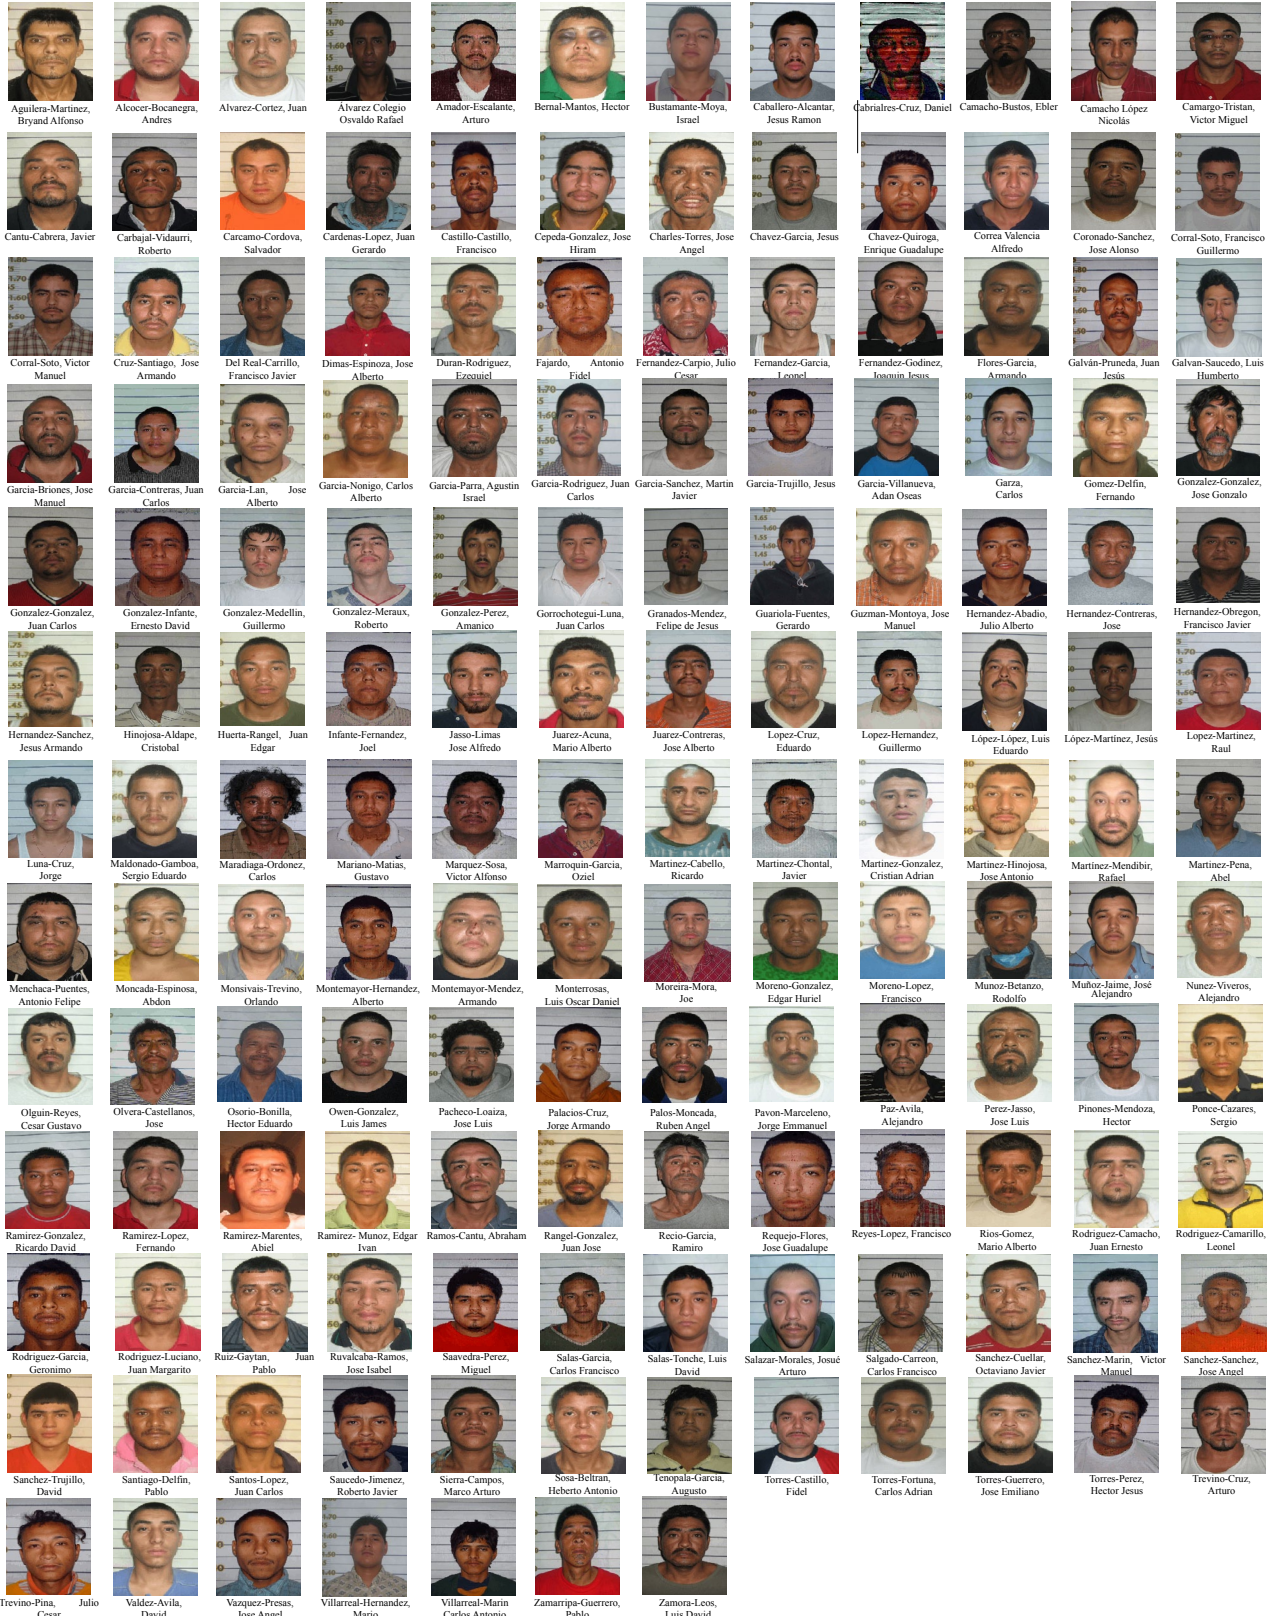 Aguilera-Martinez,
Bryand Alfonso
Alcocer-Bocanegra,
Andres
Alvarez-Cortez, Juan
Álvarez Colegio
Osvaldo Rafael
Amador-Escalante,
Arturo
Bernal-Mantos, Hector
Bustamante-Moya,
Israel
Caballero-Alcantar,
Jesus Ramon
Cabrialres-Cruz, Daniel
Camacho-Bustos, Ebler
Camacho López
Nicolás
Camargo-Tristan,
Victor Miguel
Cantu-Cabrera, Javier
Carbajal-Vidaurri,
Roberto
Carcamo-Cordova,
Salvador
Cardenas-Lopez, Juan
Gerardo
Castillo-Castillo,
Francisco
Cepeda-Gonzalez, Jose
Hiram
Charles-Torres, Jose
Angel
Chavez-Garcia, Jesus
Chavez-Quiroga,
Enrique Guadalupe
Correa Valencia
Alfredo
Coronado-Sanchez,
Jose Alonso
Corral-Soto, Francisco
Guillermo
Corral-Soto, Victor
Manuel
Cruz-Santiago, Jose
Armando
Del Real-Carrillo,
Francisco Javier
Dimas-Espinoza, Jose
Alberto
Duran-Rodriguez,
Ezequiel
Fajardo, Antonio
Fidel
Fernandez-Carpio, Julio
Cesar
Fernandez-Garcia,
Leonel
Fernandez-Godinez,
Joaquin Jesus
Flores-Garcia,
Armando
Galván-Pruneda, Juan
Jesús
Galvan-Saucedo, Luis
Humberto
Garcia-Briones, Jose
Manuel
Garcia-Contreras, Juan
Carlos
Garcia-Lan, Jose
Alberto
Garcia-Nonigo, Carlos
Alberto
Garcia-Parra, Agustin
Israel
Garcia-Rodriguez, Juan
Carlos
Garcia-Sanchez, Martin
Javier
Garcia-Trujillo, Jesus
Garcia-Villanueva,
Adan Oseas
Garza,
Carlos
Gomez-Delfin,
Fernando
Gonzalez-Gonzalez,
Jose Gonzalo
Gonzalez-Gonzalez,
Juan Carlos
Gonzalez-Infante,
Ernesto David
Gonzalez-Medellin,
Guillermo
Gonzalez-Meraux,
Roberto
Gonzalez-Perez,
Amanico
Gorrochotegui-Luna,
Juan Carlos
Granados-Mendez,
Felipe de Jesus
Guariola-Fuentes,
Gerardo
Guzman-Montoya, Jose
Manuel
Hernandez-Abadio,
Julio Alberto
Hernandez-Contreras,
Jose
Hernandez-Obregon,
Francisco Javier
Hernandez-Sanchez,
Jesus Armando
Hinojosa-Aldape,
Cristobal
Huerta-Rangel, Juan
Edgar
Infante-Fernandez,
Joel
Jasso-Limas
Jose Alfredo
Juarez-Acuna,
Mario Alberto
Juarez-Contreras,
Jose Alberto
Lopez-Cruz,
Eduardo
Lopez-Hernandez,
Guillermo
López-López, Luis
Eduardo
López-Martínez, Jesús
Lopez-Martinez,
Raul
Luna-Cruz,
Jorge
Maldonado-Gamboa,
Sergio Eduardo
Maradiaga-Ordonez,
Carlos
Mariano-Matias,
Gustavo
Marquez-Sosa,
Victor Alfonso
Marroquin-Garcia,
Oziel
Martinez-Cabello,
Ricardo
Martinez-Chontal,
Javier
Martinez-Gonzalez,
Cristian Adrian
Martinez-Hinojosa,
Jose Antonio
Martínez-Mendibir,
Rafael
Martinez-Pena,
Abel
Menchaca-Puentes,
Antonio Felipe
Moncada-Espinosa,
Abdon
Monsivais-Trevino,
Orlando
Montemayor-Hernandez,
Alberto
Montemayor-Mendez,
Armando
Monterrosas,
Luis Oscar Daniel
Moreira-Mora,
Joe
Moreno-Gonzalez,
Edgar Huriel
Moreno-Lopez,
Francisco
Munoz-Betanzo,
Rodolfo
Muñoz-Jaime, José
Alejandro
Nunez-Viveros,
Alejandro
Olguin-Reyes,
Cesar Gustavo
Olvera-Castellanos,
Jose
Osorio-Bonilla,
Hector Eduardo
Owen-Gonzalez,
Luis James
Pacheco-Loaiza,
Jose Luis
Palacios-Cruz,
Jorge Armando
Palos-Moncada,
Ruben Angel
Pavon-Marceleno,
Jorge Emmanuel
Paz-Avila,
Alejandro
Perez-Jasso,
Jose Luis
Pinones-Mendoza,
Hector
Ponce-Cazares,
Sergio
Ramirez-Gonzalez,
Ricardo David
Ramirez-Lopez,
Fernando
Ramirez-Marentes,
Abiel
Ramirez- Munoz, Edgar
Ivan
Ramos-Cantu, Abraham
Rangel-Gonzalez,
Juan Jose
Recio-Garcia,
Ramiro
Requejo-Flores,
Jose Guadalupe
Reyes-Lopez, Francisco
Rios-Gomez,
Mario Alberto
Rodriguez-Camacho,
Juan Ernesto
Rodriguez-Camarillo,
Leonel
Rodriguez-Garcia,
Geronimo
Rodriguez-Luciano,
Juan Margarito
Ruiz-Gaytan, Juan
Pablo
Ruvalcaba-Ramos,
Jose Isabel
Saavedra-Perez,
Miguel
Salas-Garcia,
Carlos Francisco
Salas-Tonche, Luis
David
Salazar-Morales, Josué
Arturo
Salgado-Carreon,
Carlos Francisco
Sanchez-Cuellar,
Octaviano Javier
Sanchez-Marin, Victor
Manuel
Sanchez-Sanchez,
Jose Angel
Sanchez-Trujillo,
David
Santiago-Delfin,
Pablo
Santos-Lopez,
Juan Carlos
Saucedo-Jimenez,
Roberto Javier
Sierra-Campos,
Marco Arturo
Sosa-Beltran,
Heberto Antonio
Tenopala-Garcia,
Augusto
Torres-Castillo,
Fidel
Torres-Fortuna,
Carlos Adrian
Torres-Guerrero,
Jose Emiliano
Torres-Perez,
Hector Jesus
Trevino-Cruz,
Arturo
Trevino-Pina, Julio
Cesar
Valdez-Avila,
David
Vazquez-Presas,
Jose Angel
Villarreal-Hernandez,
Mario
Villarreal-Marin
Carlos Antonio
Zamarripa-Guerrero,
Pablo
Zamora-Leos,
Luis David